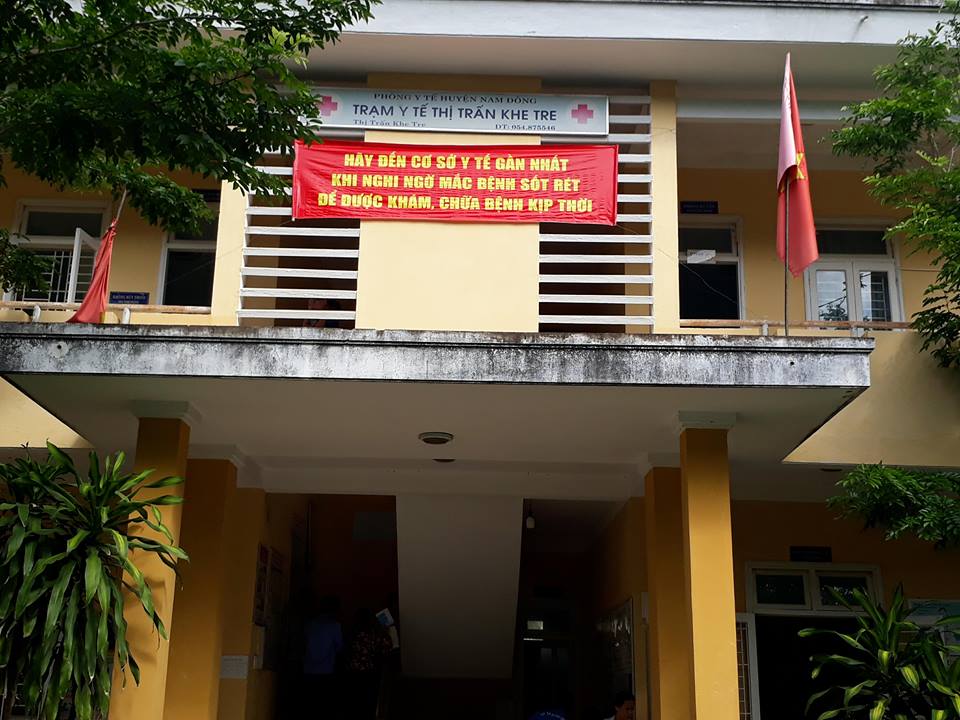 PHÒNG Y TẾ HUYỆN NAM ĐÔNG
TRẠM Y TẾ THỊ TRẤN KHE TRE
Thị Trấn Khe Tre ĐT: 054.875546
HÃY ĐẾN CƠ SỞ Y TẾ GẦN NHẤT
KHI NGHI NGỜ MẮC BỆNH SỐT RÉT
ĐỂ ĐƯỢC KHÁM, CHỮA BỆNH KỊP THỜI